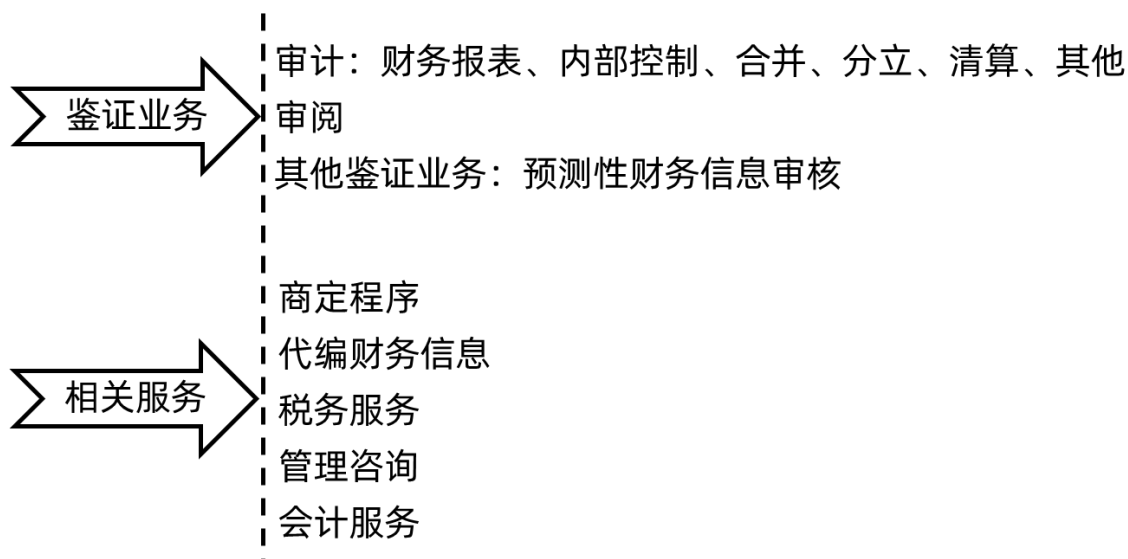 鉴证业务
审计：财务报表、内部控制、合并、分立、清算、其他
审阅
其他鉴证业务：预测性财务信息审核
相关服务
商定程序
代编财务信息
税务服务
管理咨询
会计服务